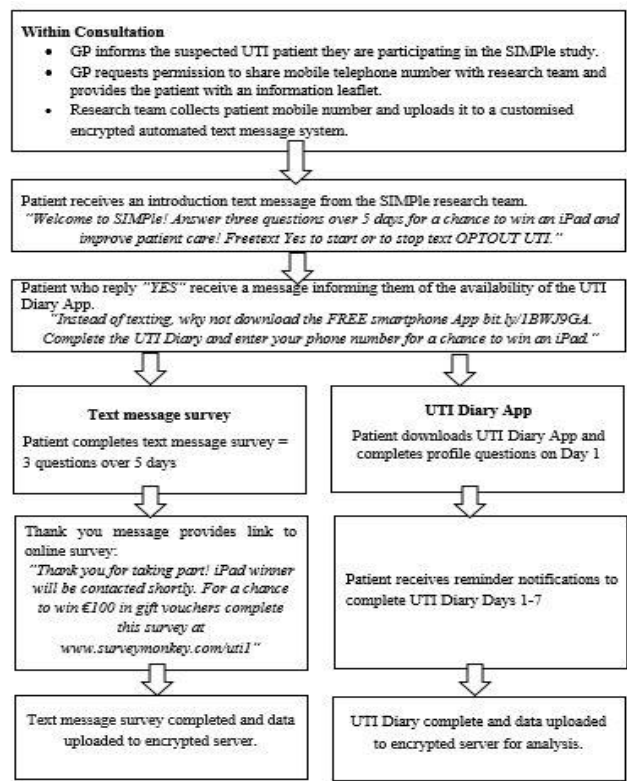 Within Consultation
• GP informs the suspected UTI patient they are participating in the SIMPle study.
• GP requests permission to share mobile telephone number with research team and
provides the patient with an information leaflet.
• Research team collects patient mobile number and uploads it to a customised
encrypted automated text message system.
Patient receives an introduction text message from the SIMPle research team.
"Welcome to SIMPle! Answer three questions over 5 days for a chance to win an iPad and
improve patient care! Freetext Yes to start or to stop text OPTOUT UTI."
Patient who reply "YES" receive a message informing them of the availability of the UTI
Diary App.
"Instead of texting, why not download the FREE smartphone App bit.ly/1BWJ9GA.
Complete the UTI Diary and enter your phone number for a chance to win an iPad."
Text message survey
Patient completes text message survey =
3 questions over 5 days
UTI Diary App
Patient downloads UTI Diary App and
completes profile questions on Day 1
Thank you message provides link to
online survey:
"Thank you for taking part! iPad winner
will be contacted shortly. For a chance
to win €100 in gift vouchers complete
this survey at
www.surveymonkey.com/uti1"
Patient receives reminder notifications to
complete UTI Diary Days 1-7
Text message survey completed and data
uploaded to encrypted server.
UTI Diary complete and data uploaded
to encrypted server for analysis.